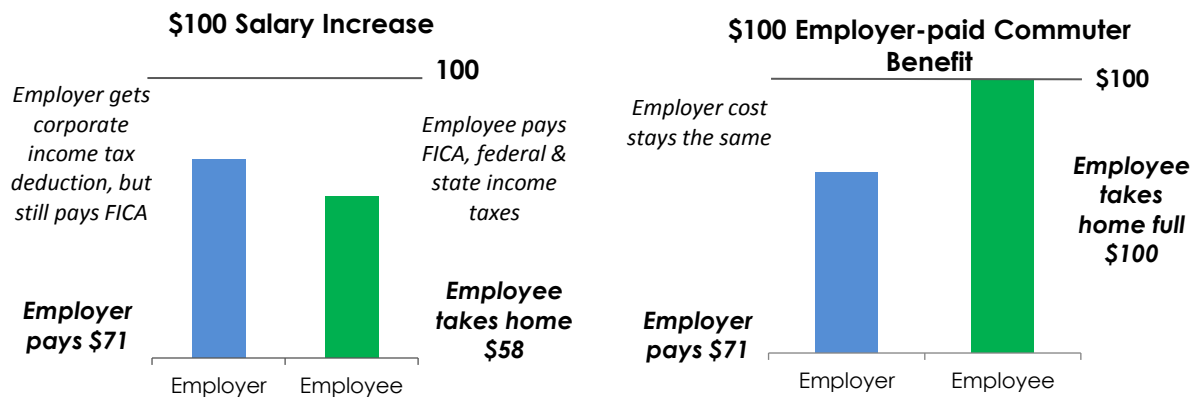 $100 Salary Increase
100
Employer gets
corporate
income tax
deduction, but
still pays FICA
Employee pays
FICA, federal &
state income
taxes
Employer
pays $71
Employee
takes home
$58
Employer
Employee
$100 Employer-paid Commuter
Benefit
$100
Employer cost
stays the same
Employee
takes
home full
$100
Employer
pays $71
Employer
Employee